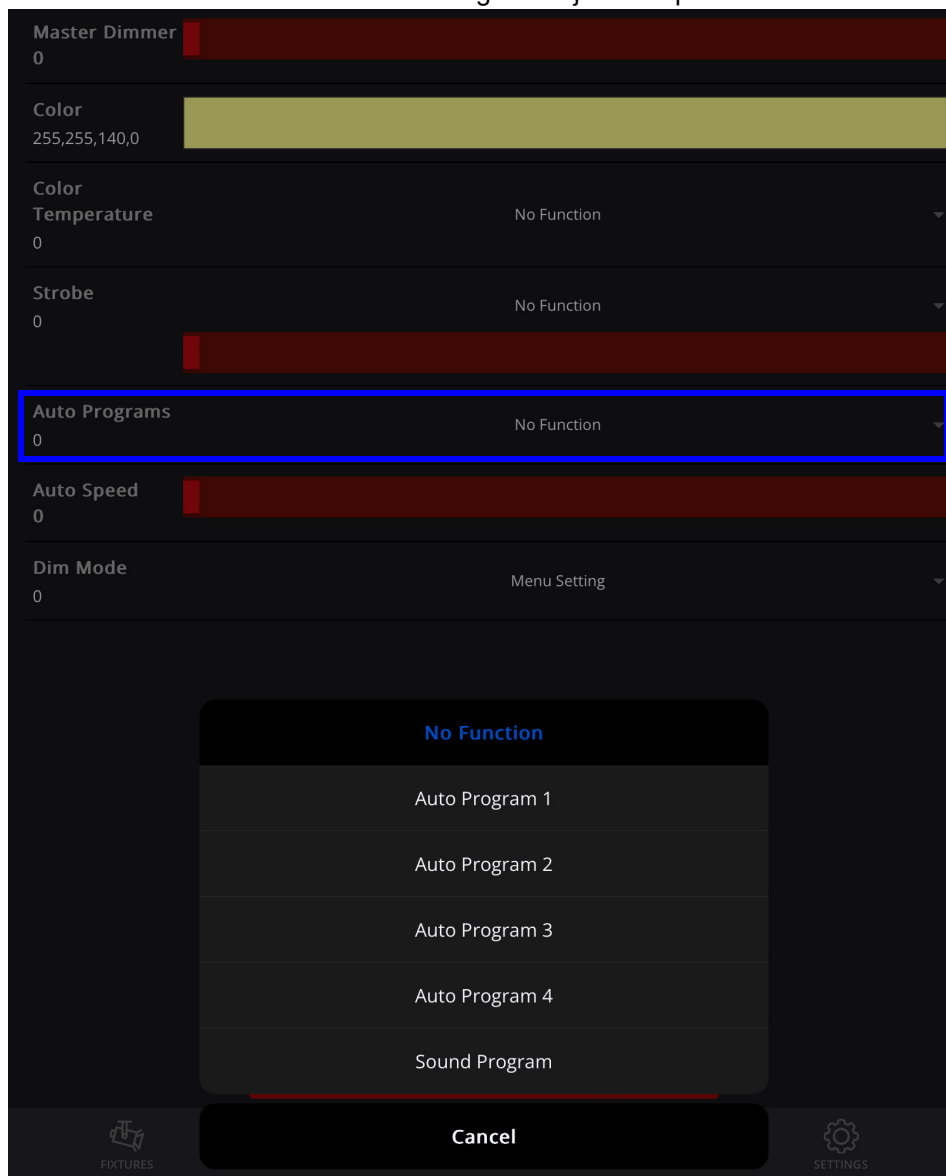 Master Dimmer
0
Color
255,255,140,0
Color
Temperature
0
No Function
Strobe
0
No Function
Auto Programs
0
No Function
Auto Speed
0
Dim Mode
0
Menu Setting
No Function
Auto Program 1
Auto Program 2
Auto Program 3
Auto Program 4
Sound Program
Cancel
FIXTURES
SETTINGS